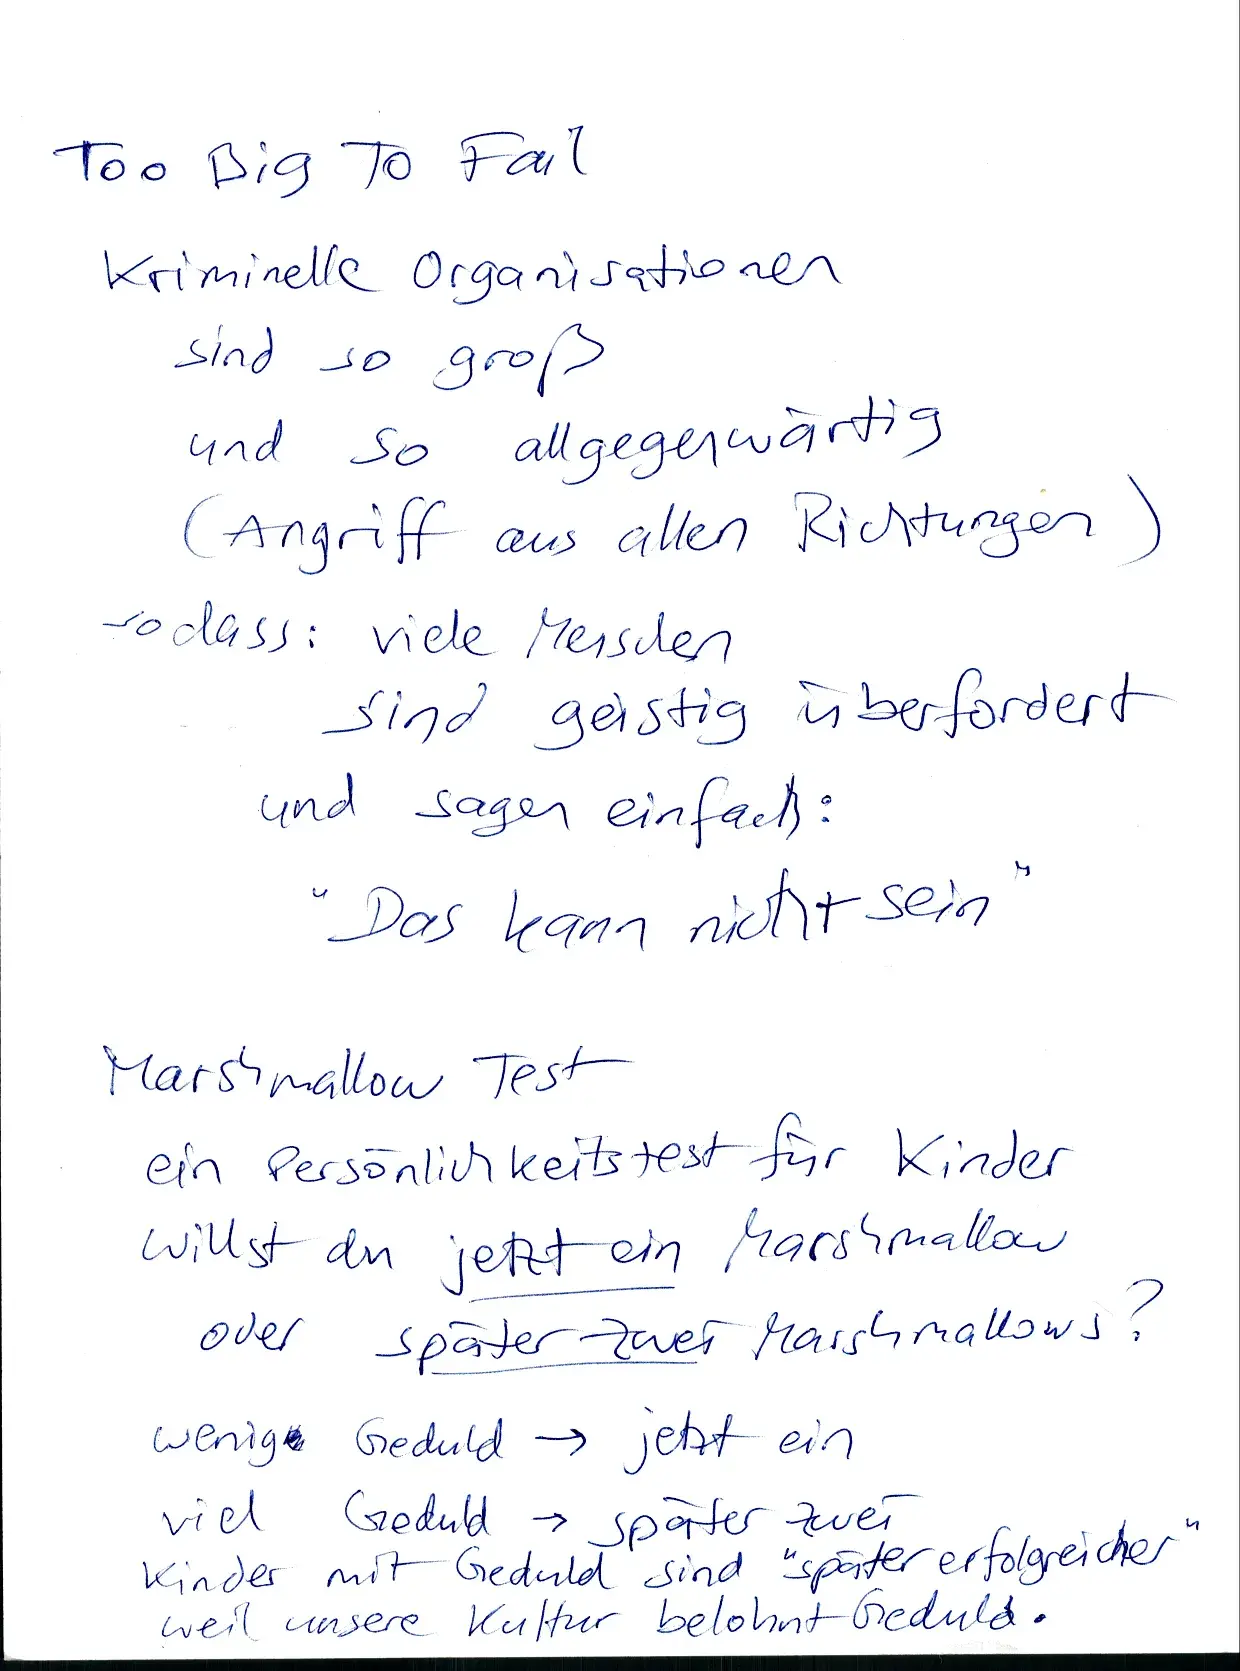 Too Big To Fail
Kriminelle Organisationen
sind so groß
und so allgegenwärtig
(Angriff aus allen Richtungen)
sodass: viele Menschen
sind geistig überfordert
und sagen einfach:
"Das kann nicht sein"
Marshmallow Test
ein Persönlichkeitstest für Kinder
willst du jetzt ein Marshmallow
oder später zwei Marshmallows?
wenig Geduld → jetzt ein
viel Geduld → später zwei
Kinder mit Geduld sind "später erfolgreicher"
weil unsere Kultur belohnt Geduld.